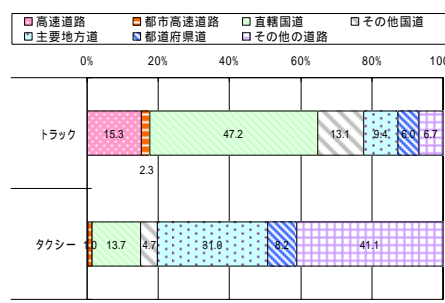 高速道路 都市高速道路 直轄国道 その他国道
主要地方道 都道府県道 その他の道路
0% 20% 40% 60% 80% 100
トラック 15.3 47.2 13.1 9.4 6.0 6.7
2.3
タクシー 1.0 13.7 4.7 31.0 8.2 41.1